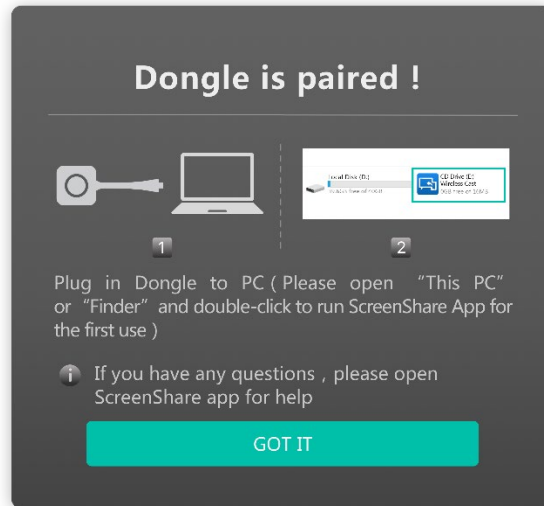 Dongle is paired !
Local Disk (D:)
CD Drive (E:)
Wireless Cast
1
2
Plug in Dongle to PC ( Please open “This PC”
or “Finder” and double-click to run ScreenShare App for
the first use )
i
If you have any questions , please open
ScreenShare app for help
GOT IT